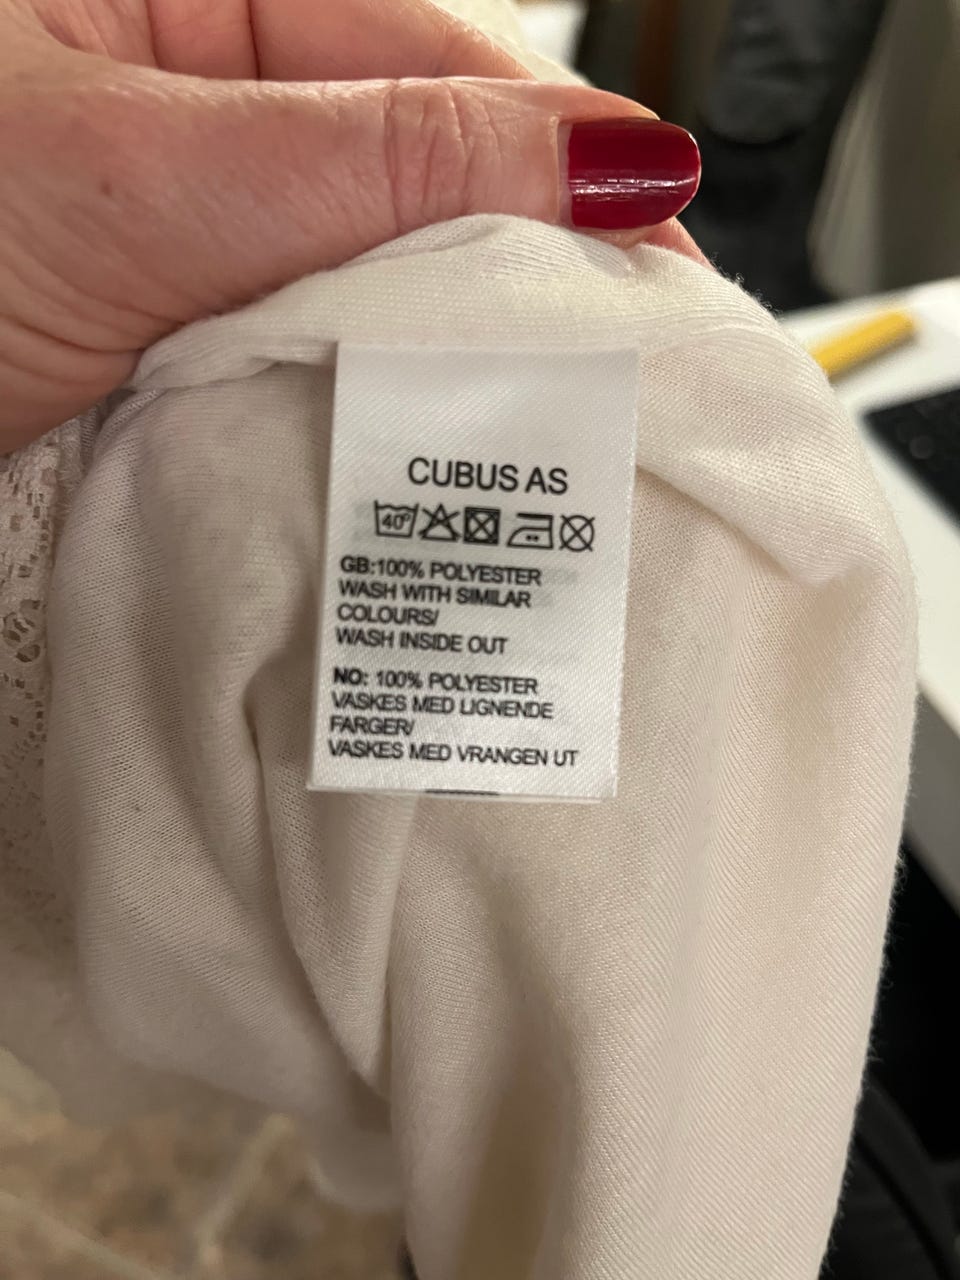 CUBUS AS
40°
GB:100% POLYESTER
WASH WITH SIMILAR
COLOURS/
WASH INSIDE OUT
NO: 100% POLYESTER
VASKES MED LIGNENDE
FARGER/
VASKES MED VRANGEN UT